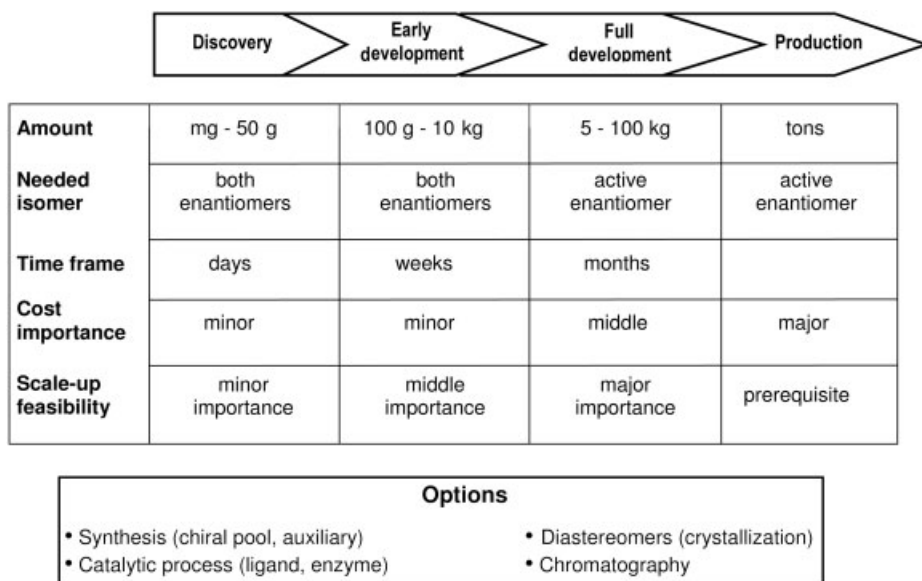 Discovery
Early
development
Full
development
Production
Amount
mg - 50 g
100 g - 10 kg
5 - 100 kg
tons
Needed
isomer
both
enantiomers
both
enantiomers
active
enantiomer
active
enantiomer
Time frame
days
weeks
months
Cost
importance
minor
minor
middle
major
Scale-up
feasibility
minor
importance
middle
importance
major
importance
prerequisite
Options
• Synthesis (chiral pool, auxiliary)
• Catalytic process (ligand, enzyme)
• Diastereomers (crystallization)
• Chromatography